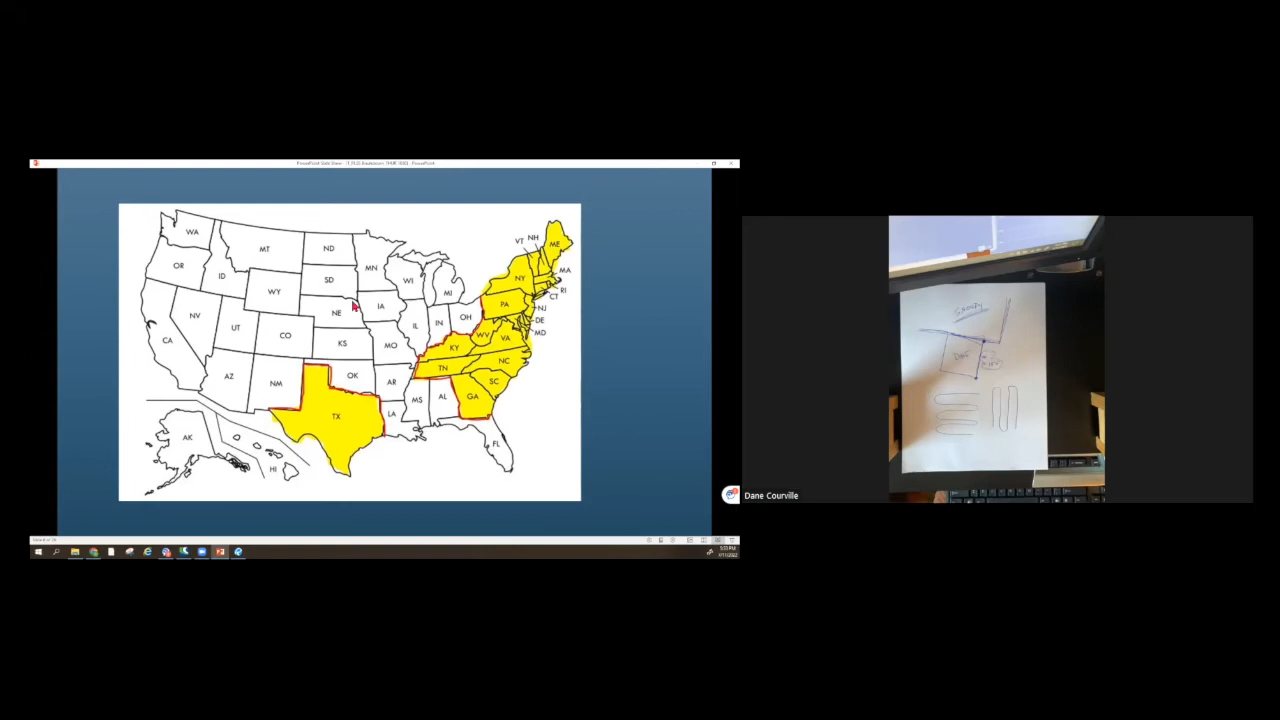 WA
MT
ND
MN
OR
ID
SD
WI
WY
MI
NE
IA
NV
UT
CO
IL
IN
OH
CA
KS
MO
KY
WV
VA
AZ
NM
OK
AR
TN
NC
TX
LA
MS
AL
GA
SC
FL
AK
HI
VT
NH
ME
NY
MA
RI
CT
PA
NJ
DE
MD
Dane Courville